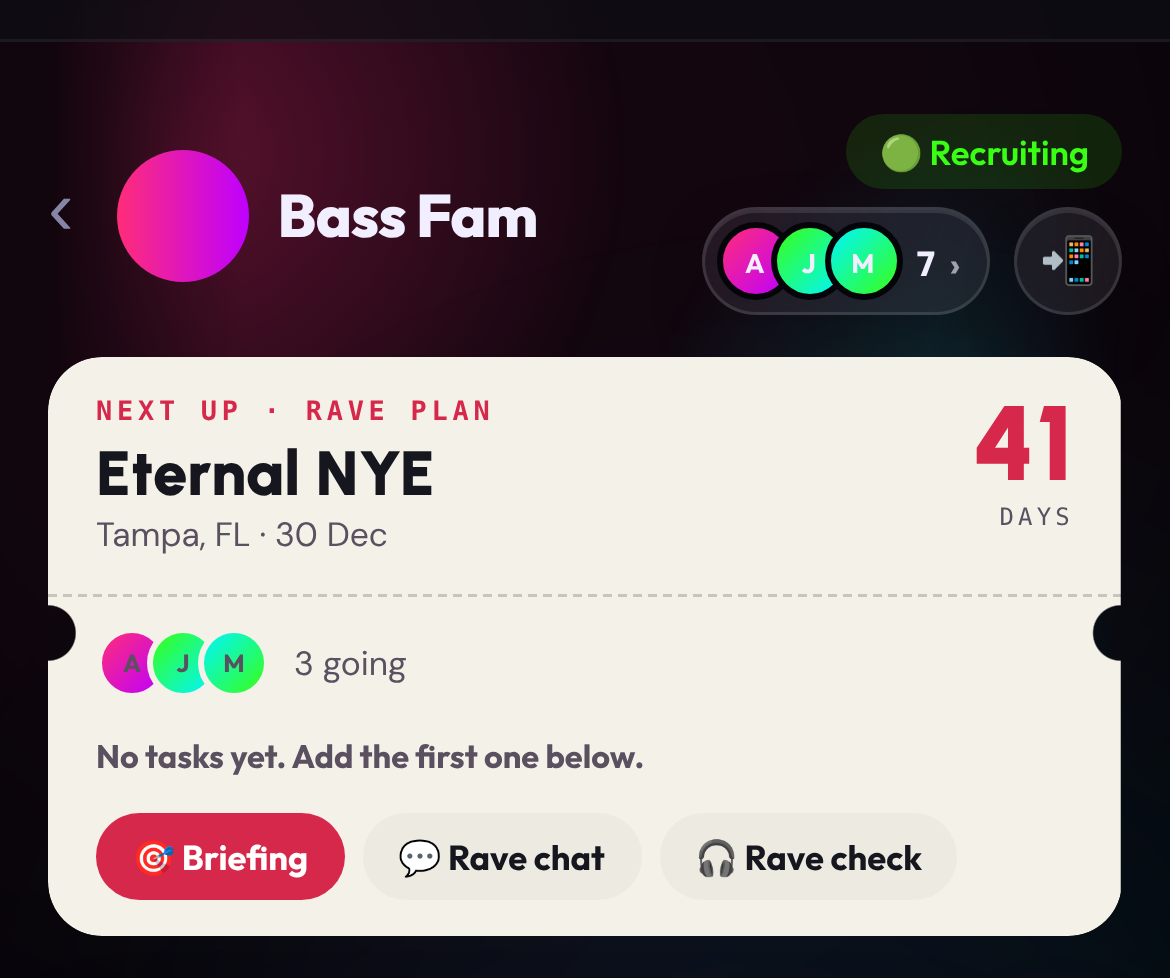 Bass Fam
Recruiting
A J M 7 ›
NEXT UP · RAVE PLAN
Eternal NYE
Tampa, FL · 30 Dec
41
DAYS
A J M 3 going
No tasks yet. Add the first one below.
Briefing
Rave chat
Rave check